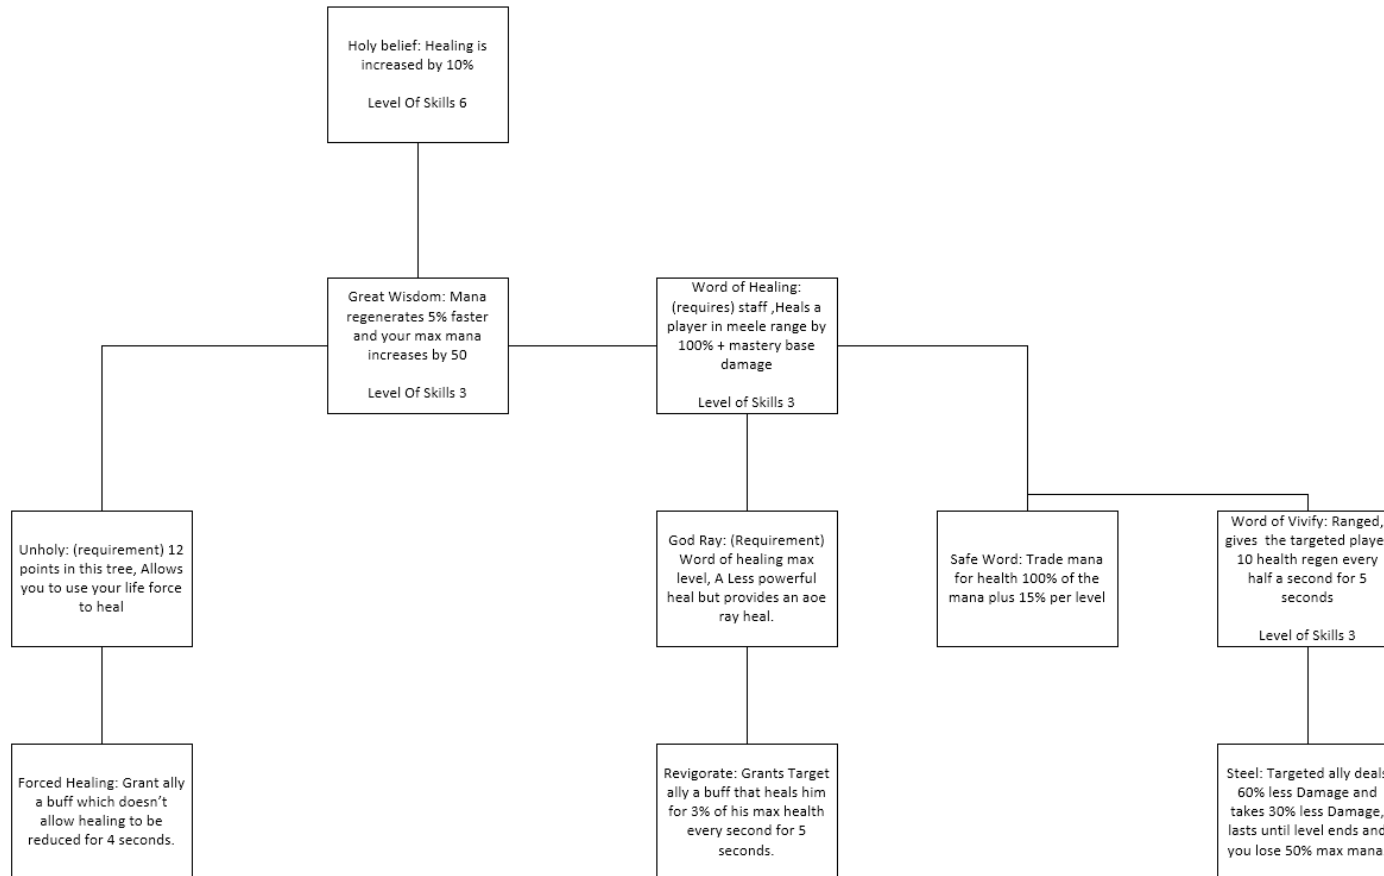 Holy belief: Healing is
increased by 10%
Level Of Skills 6
Great Wisdom: Mana
regenerates 5% faster
and your max mana
increases by 50
Level Of Skills 3
Word of Healing:
(requires) staff ,Heals a
player in meele range by
100% + mastery base
damage
Level of Skills 3
Unholy: (requirement) 12
points in this tree, Allows
you to use your life force
to heal
God Ray: (Requirement)
Word of healing max
level, A Less powerful
heal but provides an aoe
ray heal.
Safe Word: Trade mana
for health 100% of the
mana plus 15% per level
Word of Vivify: Ranged,
gives the targeted player
10 health regen every
half a second for 5
seconds
Level of Skills 3
Forced Healing: Grant ally
a buff which doesn't
allow healing to be
reduced for 4 seconds.
Revigorate: Grants Target
ally a buff that heals him
for 3% of his max health
every second for 5
seconds.
Steel: Targeted ally deals
60% less Damage and
takes 30% less Damage,
lasts until level ends and
you lose 50% max mana.